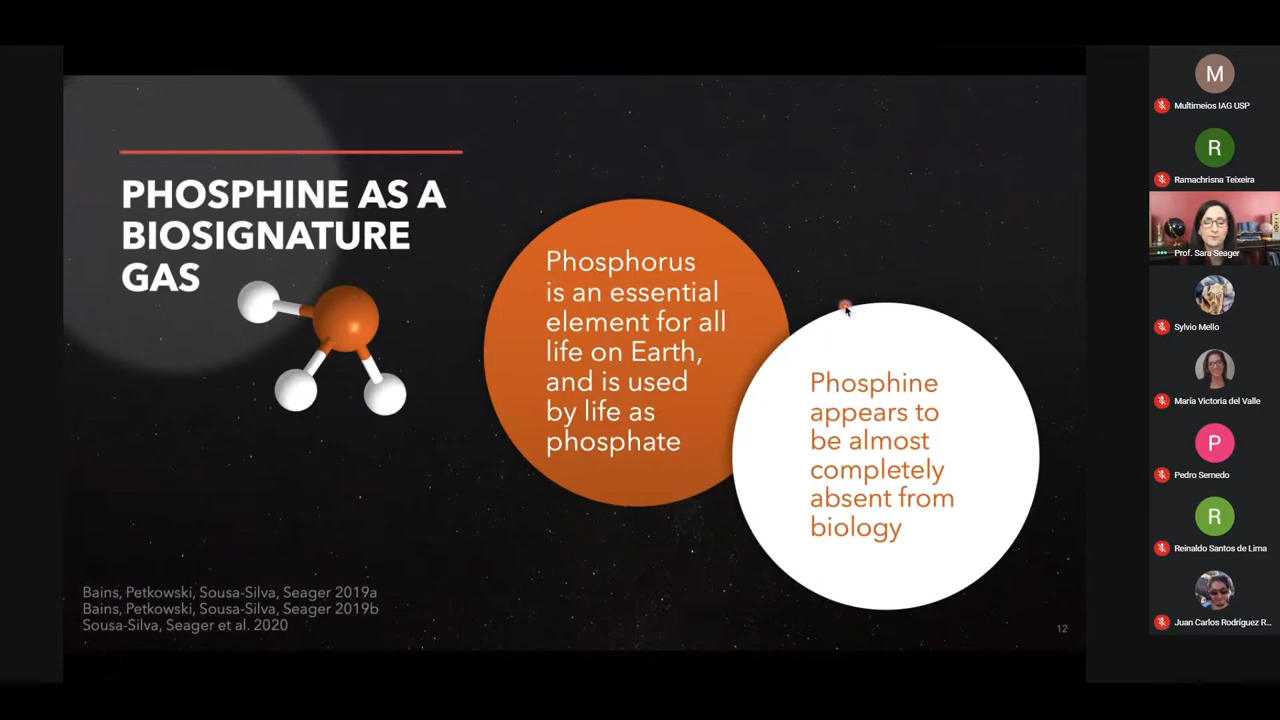 PHOSPHINE AS A
BIOSIGNATURE
GAS
Phosphorus
is an essential
element for all
life on Earth,
and is used
by life as
phosphate
Phosphine
appears to
be almost
completely
absent from
biology
Bains, Petkowski, Sousa-Silva, Seager 2019a
Bains, Petkowski, Sousa-Silva, Seager 2019b
Sousa-Silva, Seager et al. 2020
12
M
Multimeios IAG USP
R
Ramachrisna Teixeira
Prof. Sara Seager
Sylvio Mello
María Victoria del Valle
P
Pedro Semedo
R
Reinaldo Santos de Lima
Juan Carlos Rodríguez R...